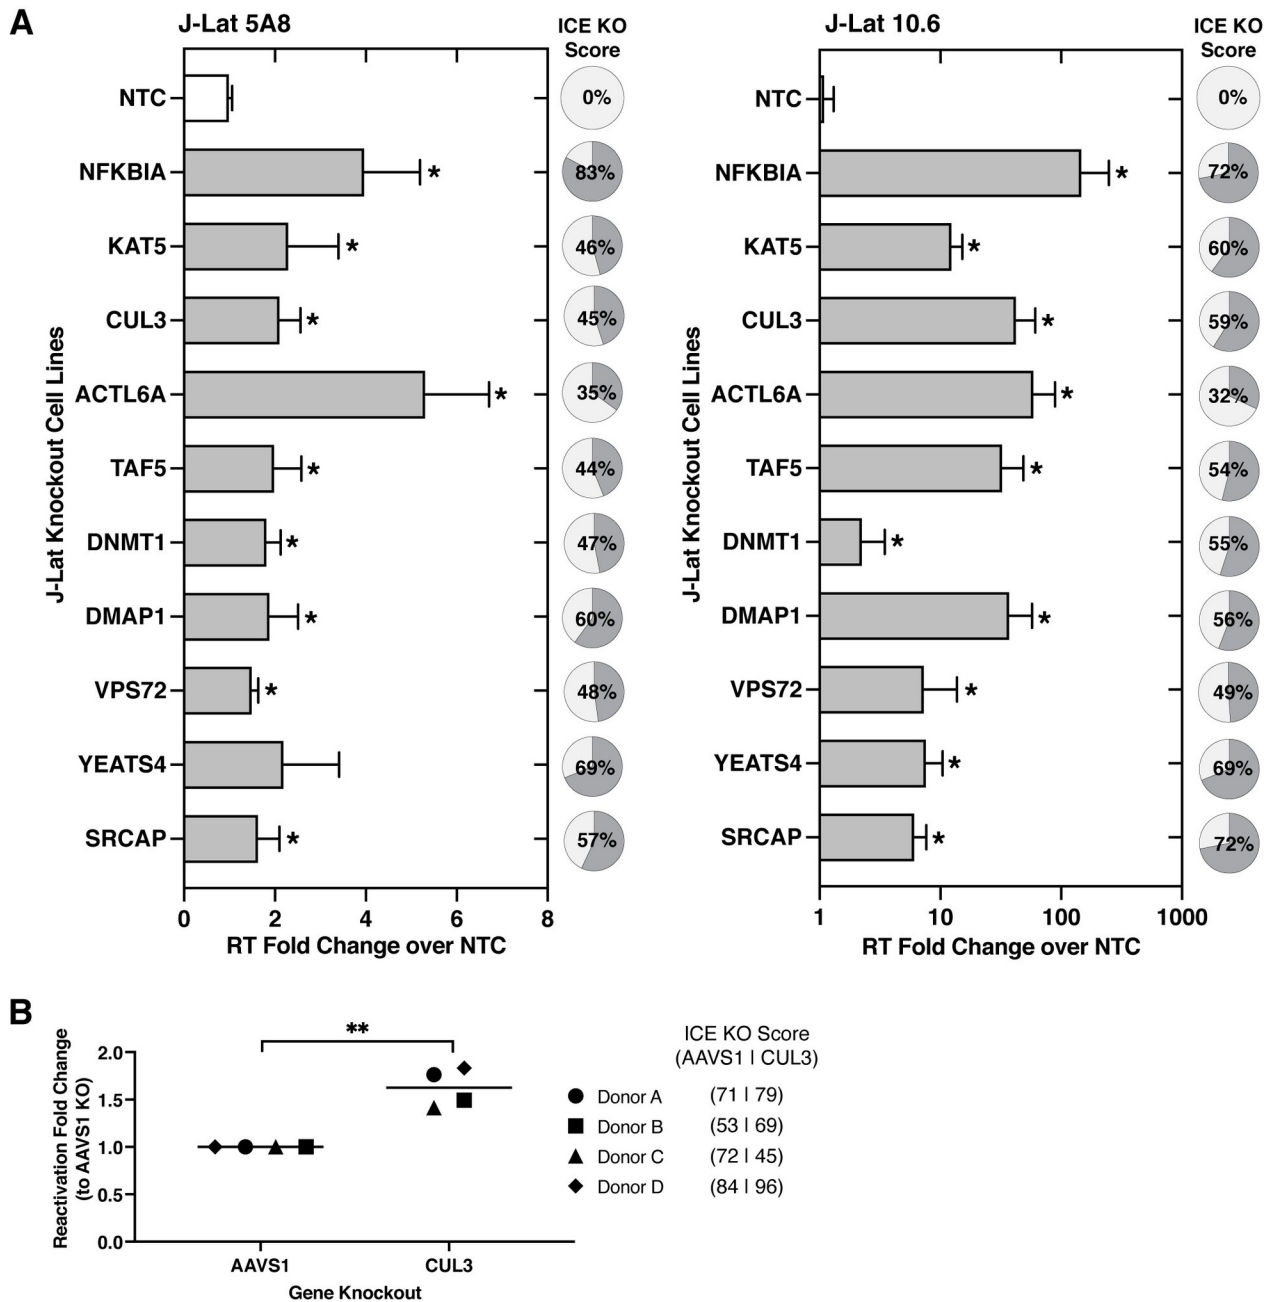 A
J-Lat 5A8
ICE KO
Score
J-Lat Knockout Cell Lines
NTC
0%
NFKBIA
*
83%
KAT5
*
46%
CUL3
*
45%
ACTL6A
*
35%
TAF5
*
44%
DNMT1
*
47%
DMAP1
*
60%
VPS72
*
48%
YEATS4
69%
SRCAP
*
57%
0 2 4 6 8
RT Fold Change over NTC
J-Lat 10.6
ICE KO
Score
J-Lat Knockout Cell Lines
NTC
0%
NFKBIA
*
72%
KAT5
*
60%
CUL3
*
59%
ACTL6A
*
32%
TAF5
*
54%
DNMT1
*
55%
DMAP1
*
56%
VPS72
*
49%
YEATS4
*
69%
SRCAP
*
72%
1 10 100 1000
RT Fold Change over NTC
B
Reactivation Fold Change
(to AAVS1 KO)
2.0
1.5
1.0
0.5
0.0
**
AAVS1 CUL3
Gene Knockout
ICE KO Score
(AAVS1 | CUL3)
Donor A (71 | 79)
Donor B (53 | 69)
Donor C (72 | 45)
Donor D (84 | 96)